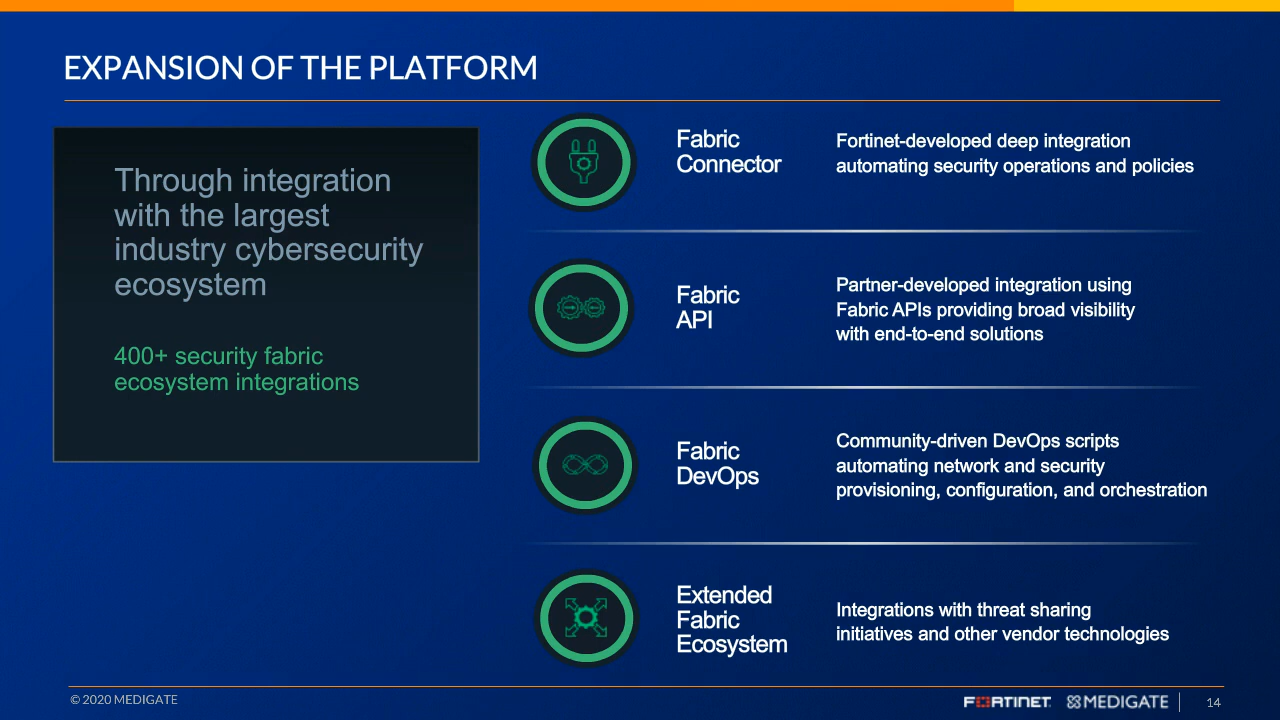 EXPANSION OF THE PLATFORM
Through integration
with the largest
industry cybersecurity
ecosystem
400+ security fabric
ecosystem integrations
Fabric
Connector
Fortinet-developed deep integration
automating security operations and policies
Fabric
API
Partner-developed integration using
Fabric APIs providing broad visibility
with end-to-end solutions
Fabric
DevOps
Community-driven DevOps scripts
automating network and security
provisioning, configuration, and orchestration
Extended
Fabric
Ecosystem
Integrations with threat sharing
initiatives and other vendor technologies
© 2020 MEDIGATE
FORTINET
MEDIGATE
14